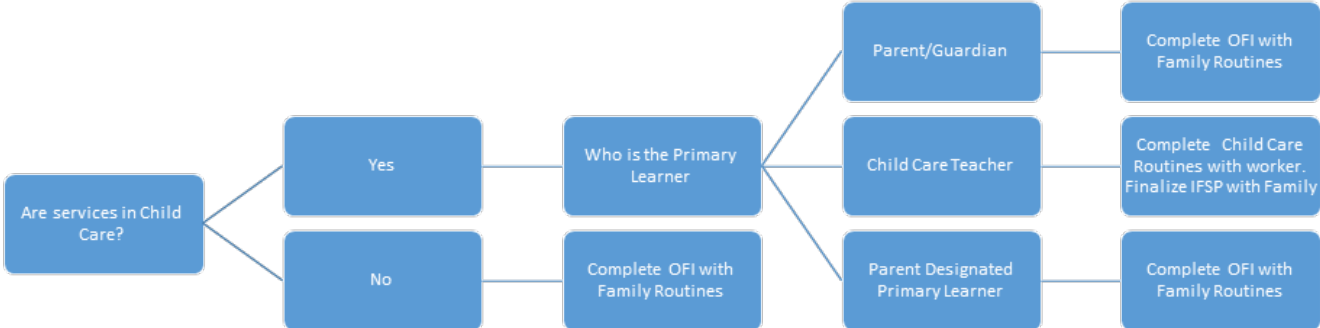 Are services in Child
Care?
Yes
No
Who is the Primary
Learner
Complete OFI with
Family Routines
Parent/Guardian
Child Care Teacher
Parent Designated
Primary Learner
Complete OFI with
Family Routines
Complete Child Care
Routines with worker.
Finalize IFSP with Family
Complete OFI with
Family Routines